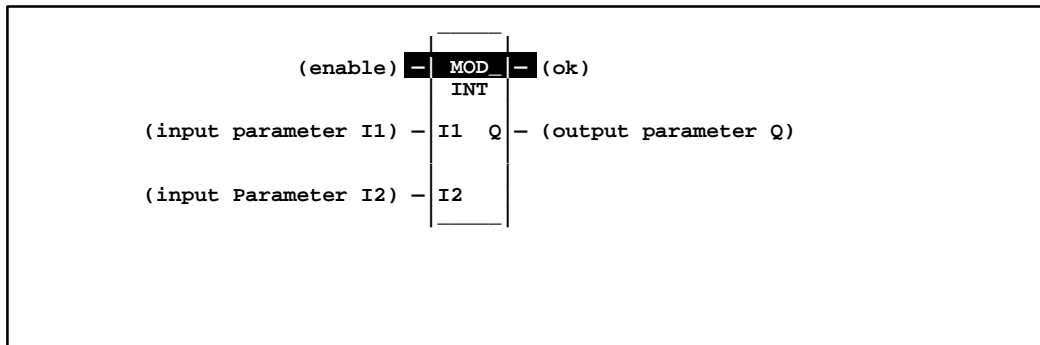 (enable) –| MOD_ |– (ok)
INT
(input parameter I1) –|I1 Q|– (output parameter Q)
(input Parameter I2) –|I2